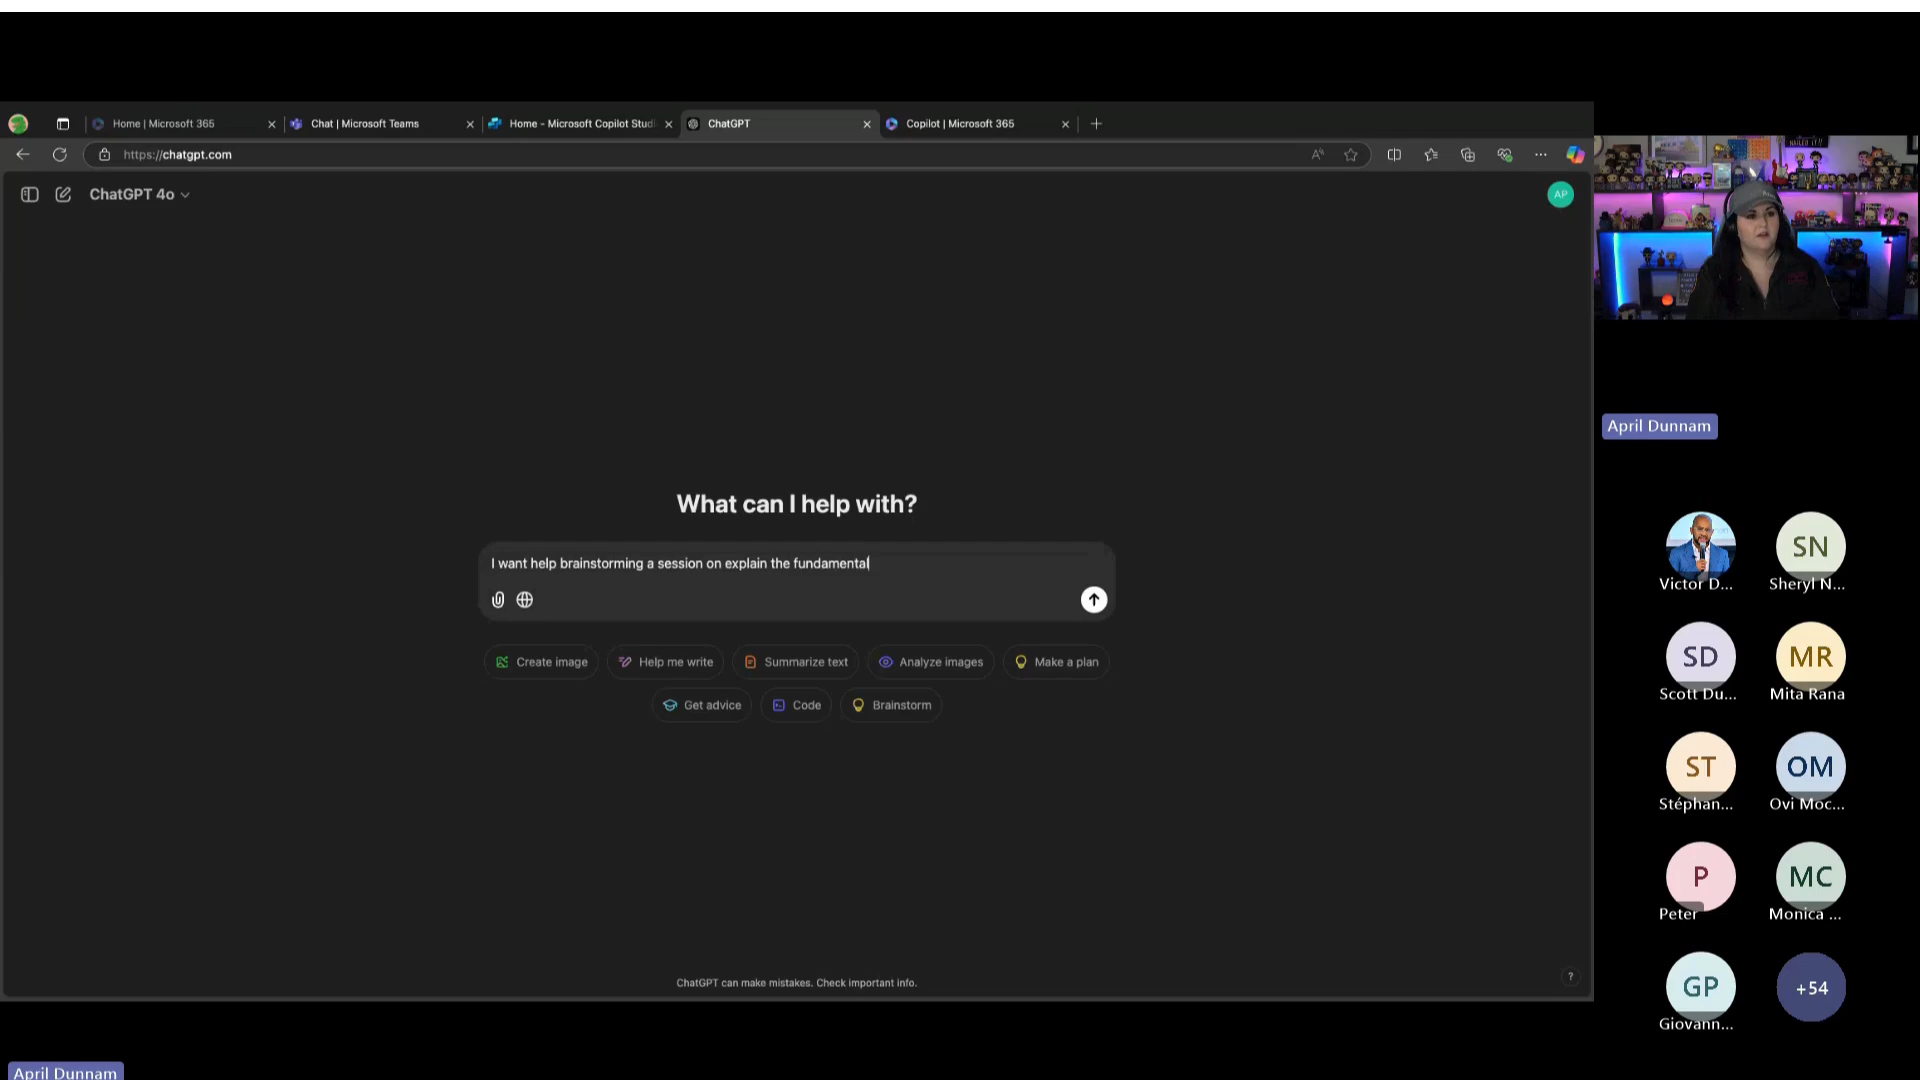 Home | Microsoft 365
Chat | Microsoft Teams
Home - Microsoft Copilot Studi
ChatGPT
Copilot | Microsoft 365
https://chatgpt.com
ChatGPT 4o
AP
What can I help with?
I want help brainstorming a session on explain the fundamental
Create image
Help me write
Summarize text
Analyze images
Make a plan
Get advice
Code
Brainstorm
ChatGPT can make mistakes. Check important info.
?
April Dunnam
Victor D...
SN
Sheryl N...
SD
Scott Du...
MR
Mita Rana
ST
Stéphan...
OM
Ovi Moc...
P
Peter
MC
Monica ...
GP
Giovann...
+54
April Dunnam